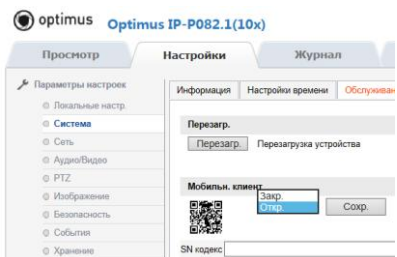 optimus Optimus IP-P082.1(10x)
Просмотр Настройки Журнал
Параметры настроек
Информация Настройки времени Обслуживан
Локальные настр.
Система
Перезагр.
Сеть
Перезагр. Перезагрузка устройства
Аудио/Видео
PTZ
Мобильн. клиент
Изображение
Закр.
Откр. Сохр.
Безопасность
События
Хранение
SN кодекс